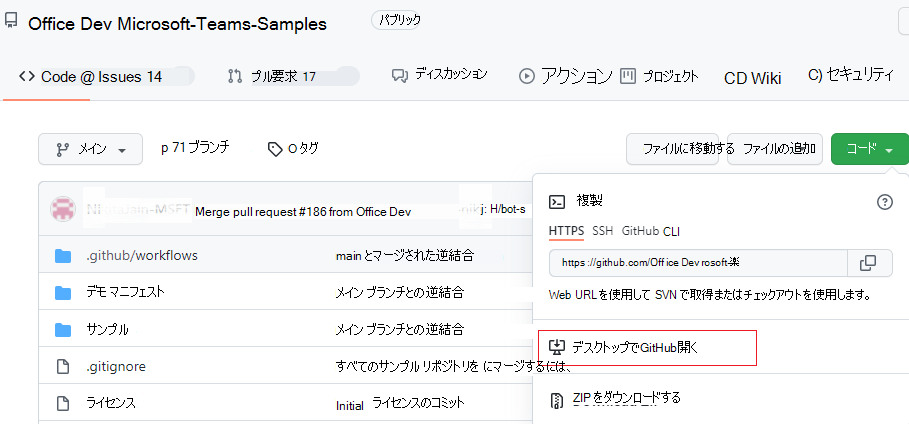 Office Dev Microsoft-Teams-Samples パブリック
Code @ Issues 14 プル要求 17 ディスカッション アクション プロジェクト CD Wiki C) セキュリティ
メイン p 71 ブランチ 0 タグ ファイルに移動する ファイルの追加 コード
Merge pull request #186 from Office Dev j: H/bot-s
.github/workflows main とマージされた逆結合
デモ マニフェスト メイン ブランチとの逆結合
サンプル メイン ブランチとの逆結合
.gitignore すべてのサンプル リポジトリを にマージするには、
ライセンス Initial ライセンスのコミット
複製
HTTPS SSH GitHub CLI
https://github.com/Office Dev rosoft-楽
Web URL を使用して SVN で取得またはチェックアウトを使用します。
デスクトップでGitHub開く
ZIP をダウンロードする